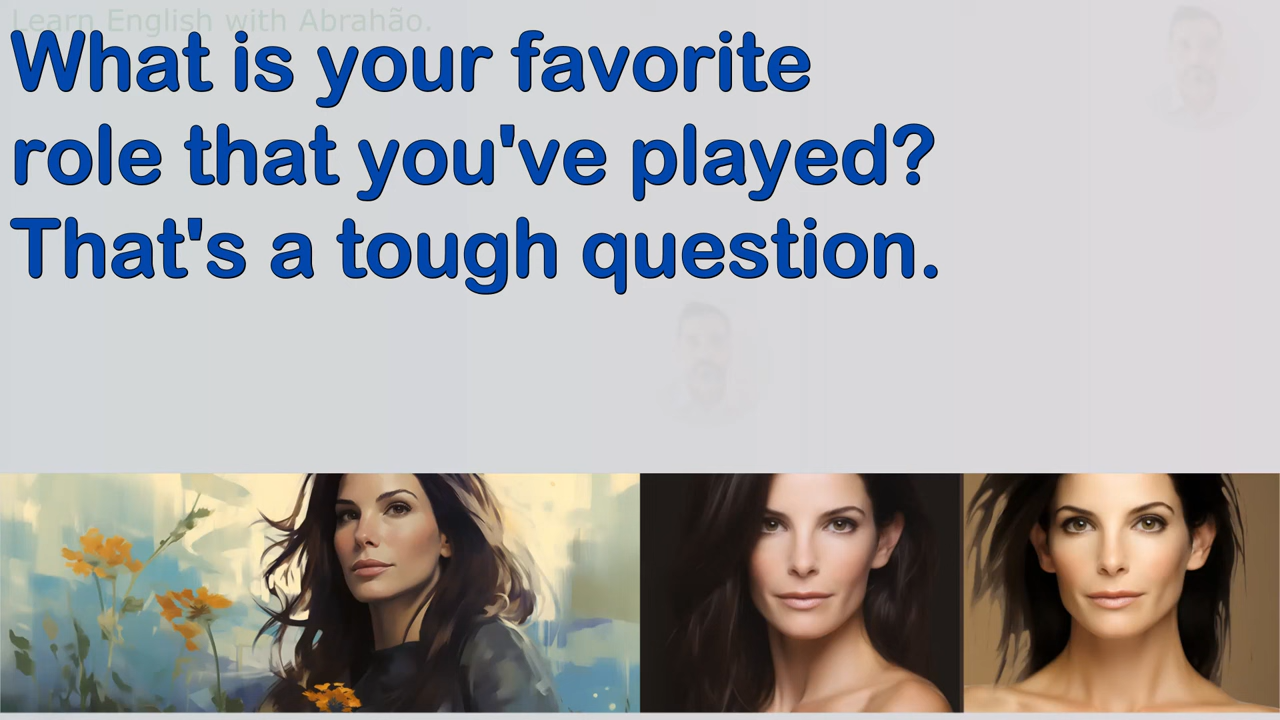 Learn English with Abrahão.
What is your favorite
role that you've played?
That's a tough question.